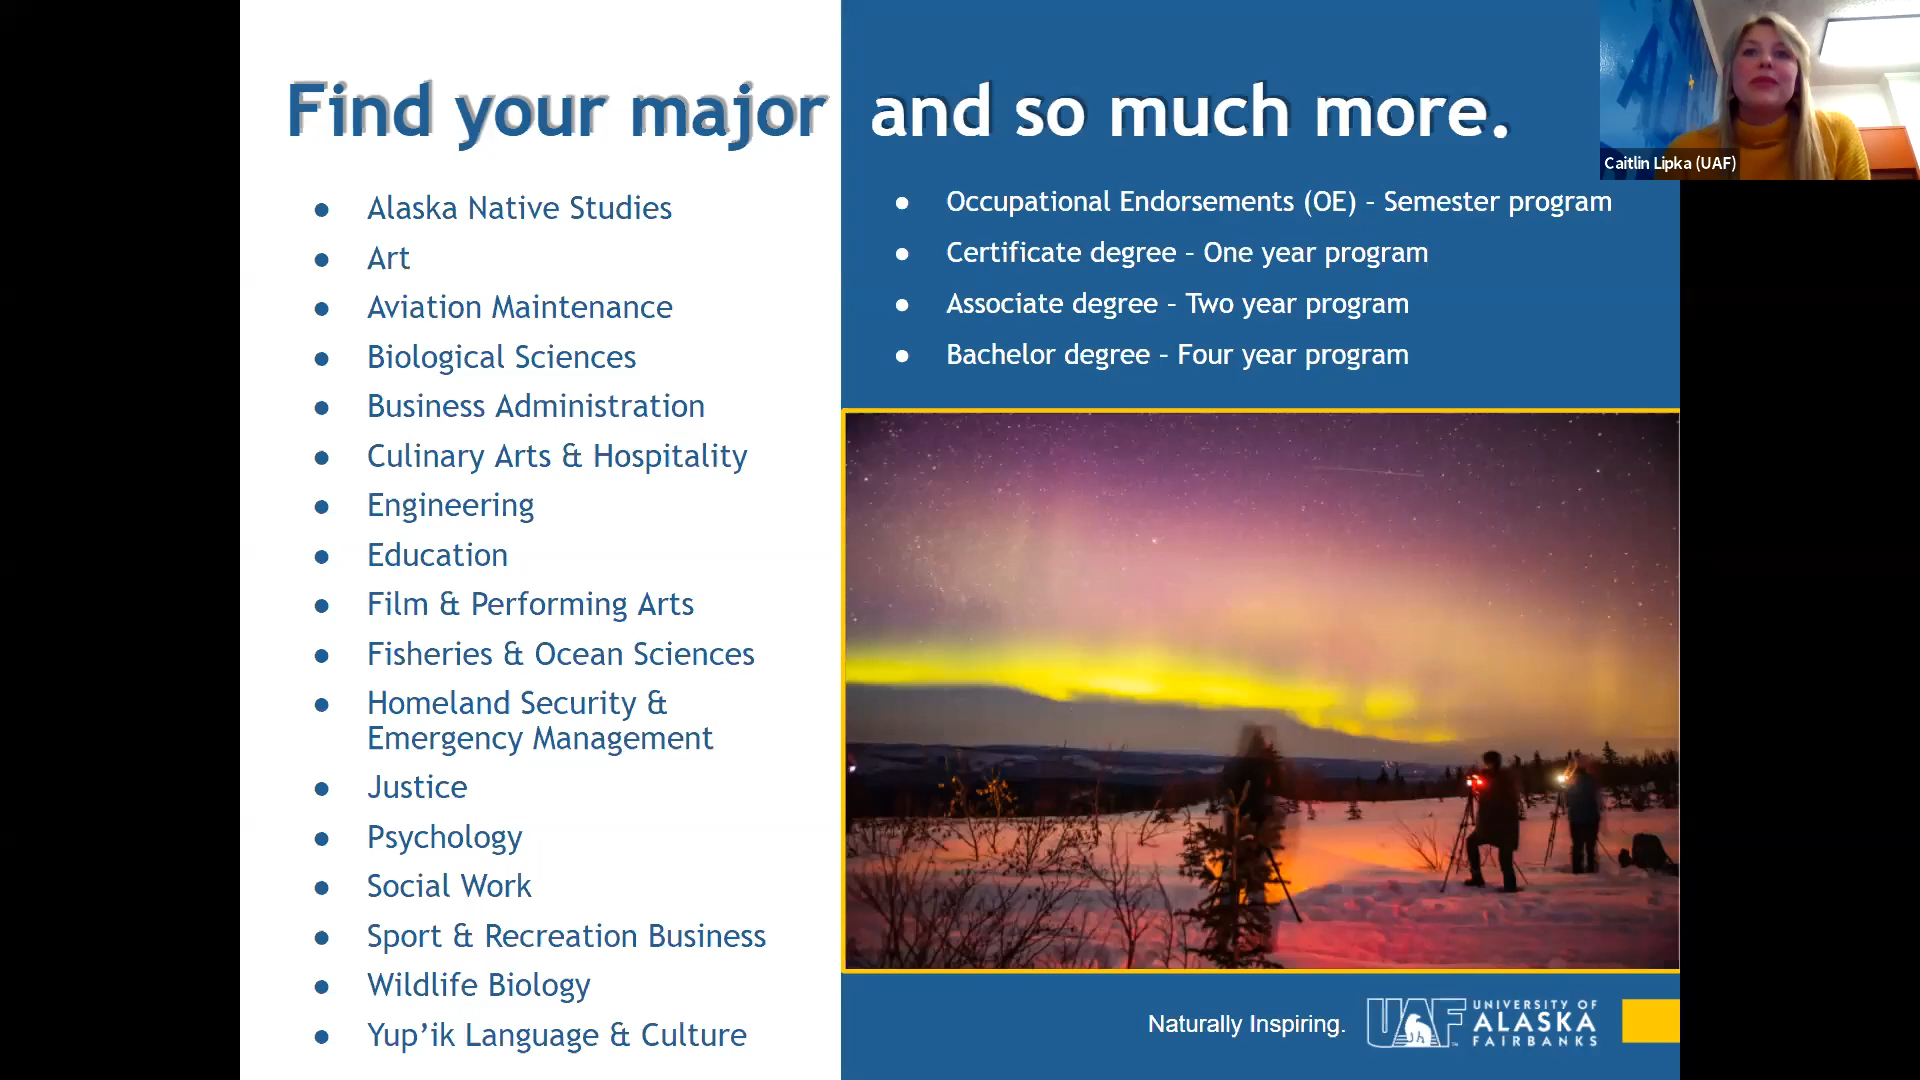 Find your major and so much more.
● Alaska Native Studies
● Art
● Aviation Maintenance
● Biological Sciences
● Business Administration
● Culinary Arts & Hospitality
● Engineering
● Education
● Film & Performing Arts
● Fisheries & Ocean Sciences
● Homeland Security &
Emergency Management
● Justice
● Psychology
● Social Work
● Sport & Recreation Business
● Wildlife Biology
● Yup’ik Language & Culture
● Occupational Endorsements (OE) – Semester program
● Certificate degree – One year program
● Associate degree – Two year program
● Bachelor degree – Four year program
Caitlin Lipka (UAF)
Naturally Inspiring.
UAF
UNIVERSITY OF
ALASKA
FAIRBANKS